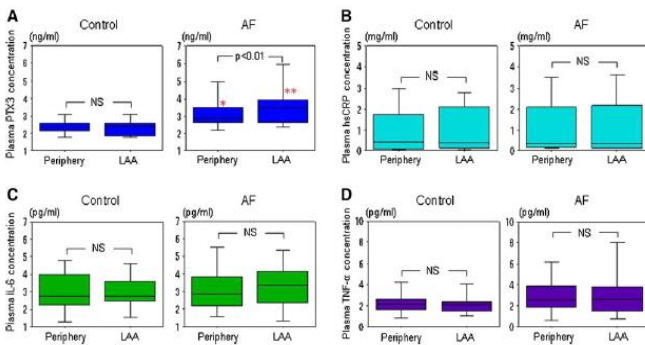 A
Control
AF
(ng/ml)
(ng/ml)
Plasma PTX3 concentration
7
6
5
4
3
2
1
NS
Periphery
LAA
7
6
5
4
3
2
1
p<0.01
*
**
Periphery
LAA
B
Control
AF
(mg/ml)
(mg/ml)
Plasma hsCRP concentration
5
4
3
2
1
0
NS
Periphery
LAA
5
4
3
2
1
0
NS
Periphery
LAA
C
Control
AF
(pg/ml)
(pg/ml)
Plasma IL-6 concentration
7
6
5
4
3
2
1
NS
Periphery
LAA
7
6
5
4
3
2
1
NS
Periphery
LAA
D
Control
AF
(pg/ml)
(pg/ml)
Plasma TNF-α concentration
10
8
6
4
2
0
NS
Periphery
LAA
10
8
6
4
2
0
NS
Periphery
LAA